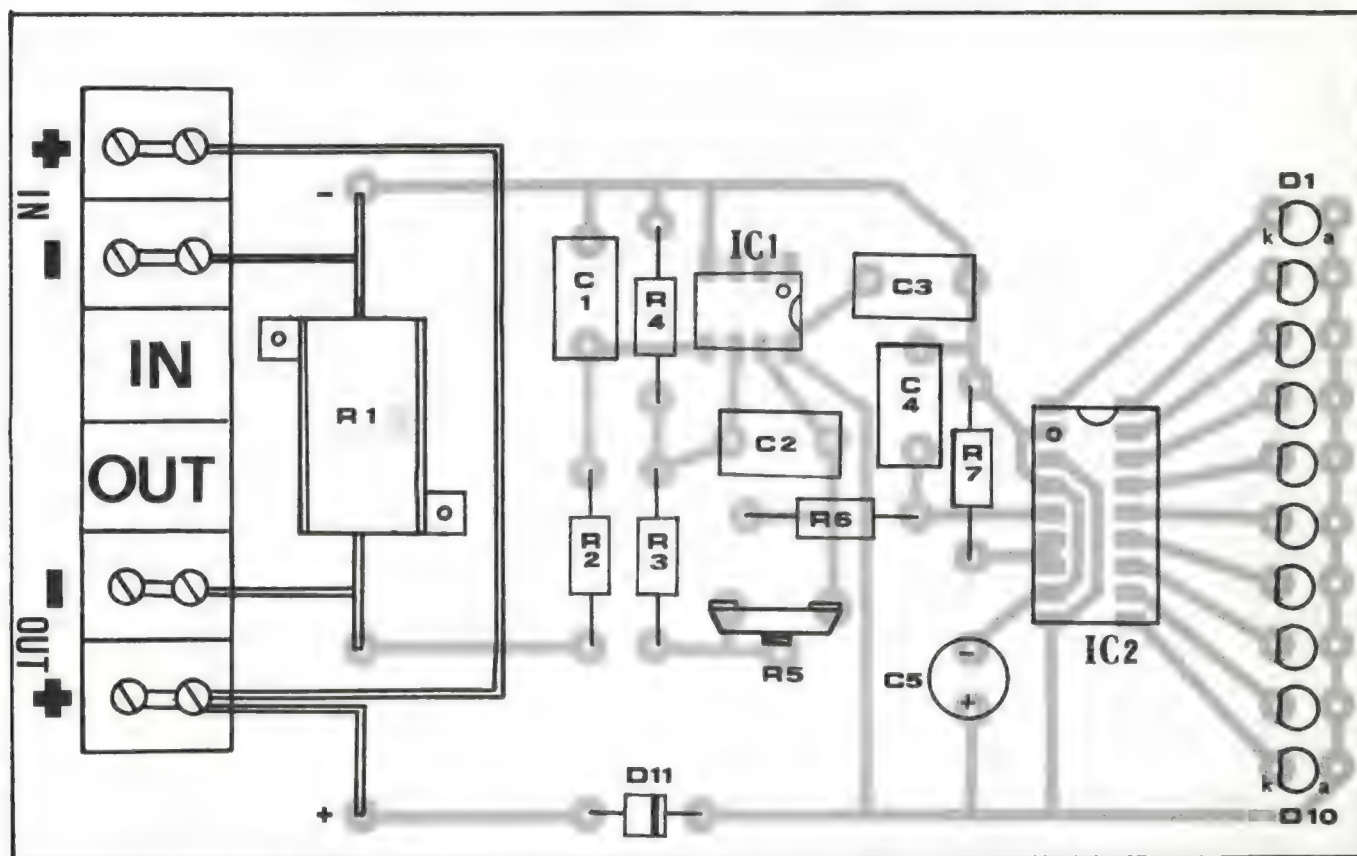 +
IN
-
IN
OUT
-
OUT
+
-
R1
+
C1
R4
IC1
C3
C4
C2
R7
R2
R3
R6
R5
C5
-
+
IC2
D11
D1
k
a
k
a
D10